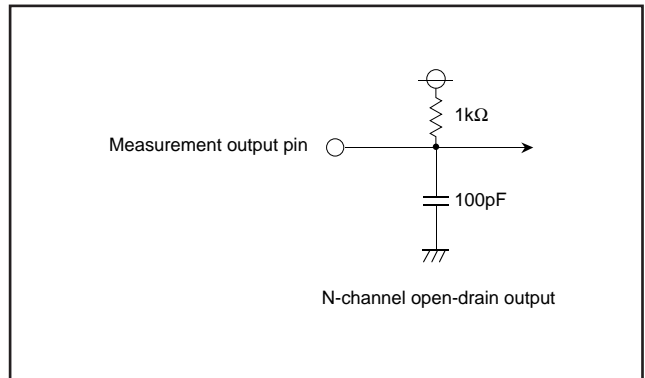 1kΩ
Measurement output pin
100pF
N-channel open-drain output